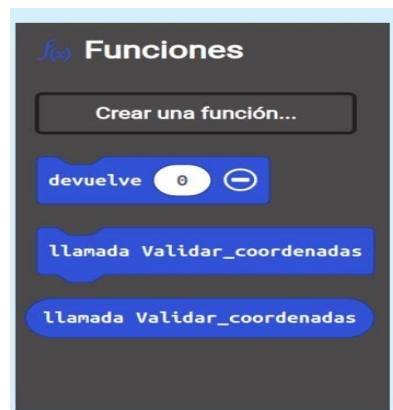 f(x) Funciones
Crear una función...
devuelve 0
llamada Validar_coordenadas
llamada Validar_coordenadas